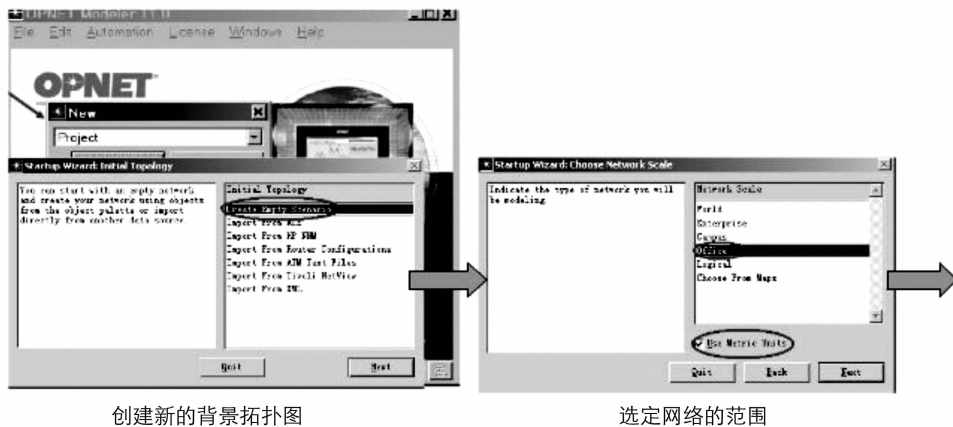 OPNET Modeler 11.0
File Edit Automation License Windows Help
OPNET
New
Project
Startup Wizard: Initial Topology
You can start with an empty network
and create your network using objects
from the object palette or import
directly from another data source.
Initial Topology
Create Empty Scenario
Import From ACE
Import From HP NNM
Import From Router Configurations
Import From ATM Text Files
Import From Tivoli NetView
Import From XML
Quit
Next
Startup Wizard: Choose Network Scale
Indicate the type of network you will
be modeling.
Network Scale
World
Enterprise
Campus
Office
Logical
Choose From Maps
Use Metric Units
Quit Back Next
创建新的背景拓扑图
选定网络的范围